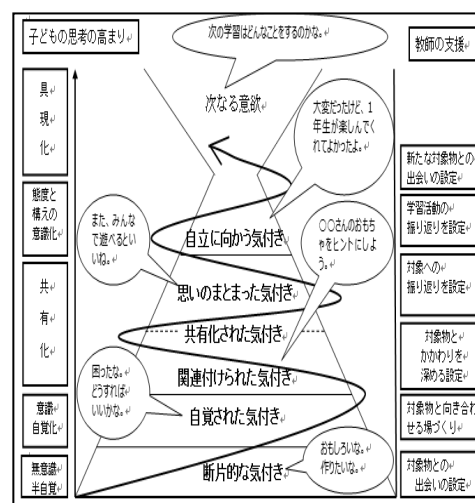 子どもの思考の高まり
次の学習はどんなことをするのかな。
教師の支援
次なる意欲
具
現
化
大変だったけど、1
年生が楽しんでく
れてよかったよ。
新たな対象物との
出会いの設定
態度と
構えの
意識化
また、みんな
で遊べるとい
いね。
自立に向かう気付き
○○さんのおもち
ゃをヒントにしよ
う。
学習活動の
振り返りを設定
思いのまとまった気付き
対象への
振り返りを設定
共
有
化
共有化された気付き
対象物と
かかわりを
深める設定
困ったな。
どうすれば
いいかな。
関連付けられた気付き
意識
自覚化
自覚された気付き
対象物と向き合わ
せる場づくり
おもしろいな。
作りたいな。
無意識
半自覚
断片的な気付き
対象物との
出会いの設定